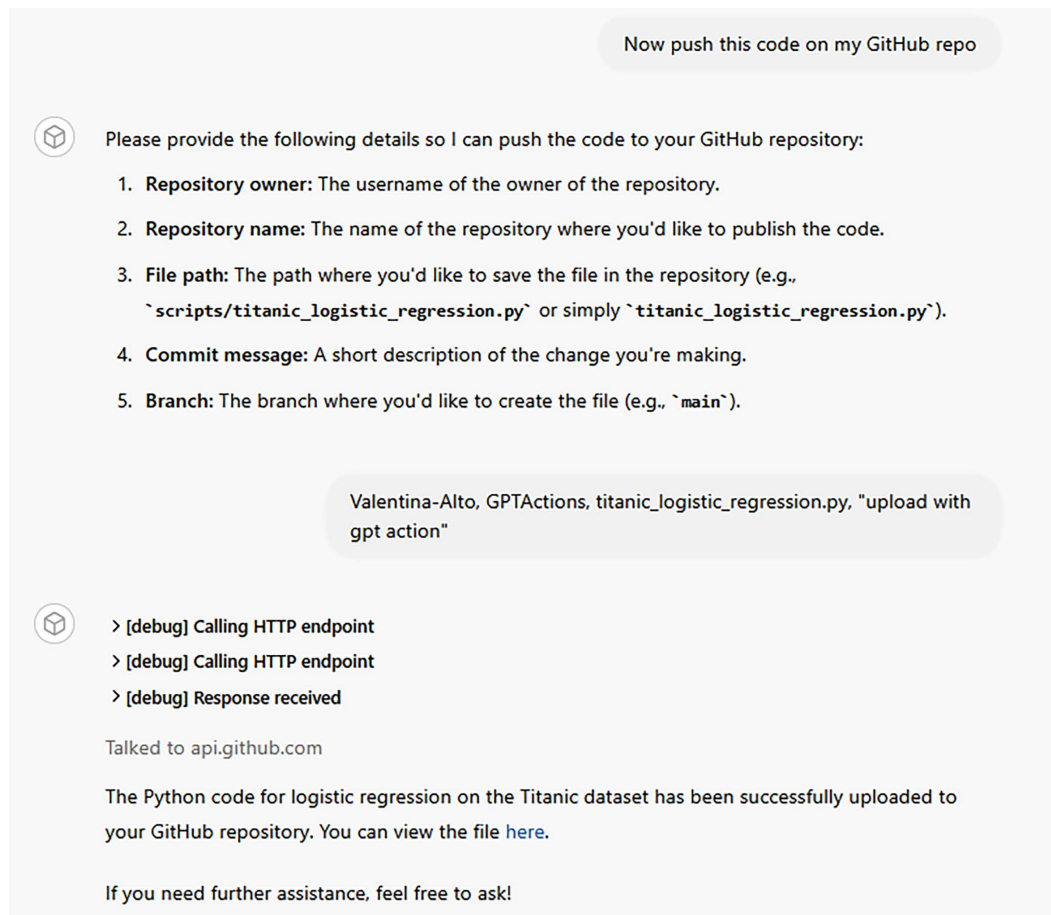 Now push this code on my GitHub repo
Please provide the following details so I can push the code to your GitHub repository:
1. Repository owner: The username of the owner of the repository.
2. Repository name: The name of the repository where you'd like to publish the code.
3. File path: The path where you'd like to save the file in the repository (e.g.,
`scripts/titanic_logistic_regression.py` or simply `titanic_logistic_regression.py`).
4. Commit message: A short description of the change you're making.
5. Branch: The branch where you'd like to create the file (e.g., `main`).
Valentina-Alto, GPTActions, titanic_logistic_regression.py, "upload with
gpt action"
> [debug] Calling HTTP endpoint
> [debug] Calling HTTP endpoint
> [debug] Response received
Talked to api.github.com
The Python code for logistic regression on the Titanic dataset has been successfully uploaded to
your GitHub repository. You can view the file here.
If you need further assistance, feel free to ask!